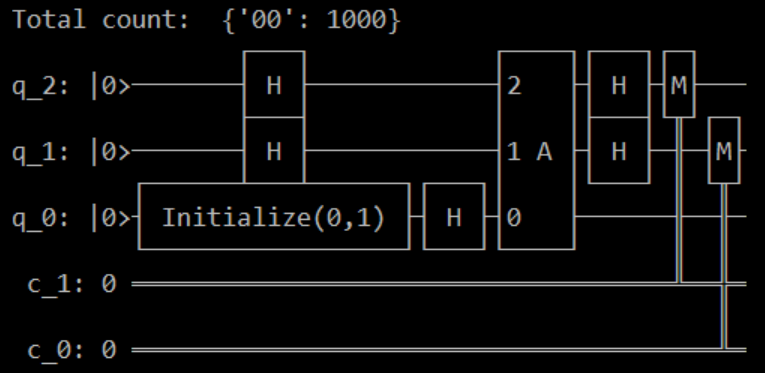 Total count: {'00': 1000}
H
q_2: |0> 2 H M
H
q_1: |0> 1 A H M
q_0: |0> Initialize(0,1) H 0
c_1: 0
c_0: 0